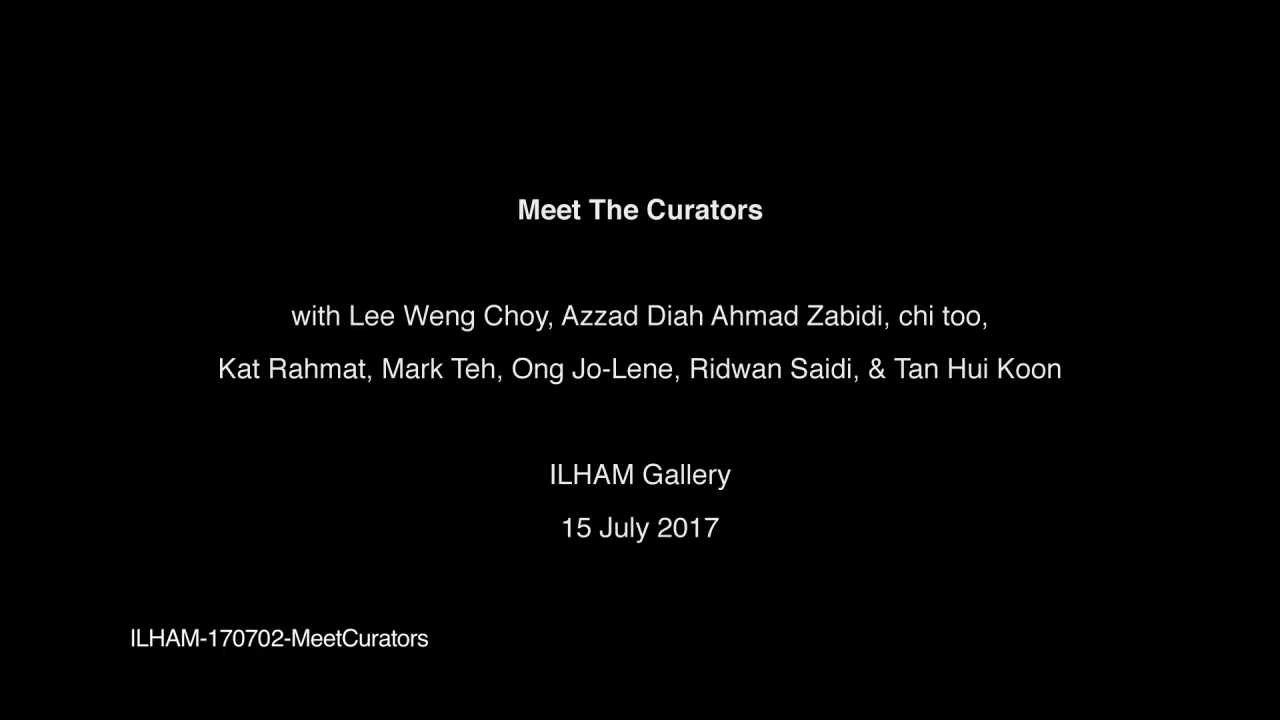 Meet The Curators
with Lee Weng Choy, Azzad Diah Ahmad Zabidi, chi too,
Kat Rahmat, Mark Teh, Ong Jo-Lene, Ridwan Saidi, & Tan Hui Koon
ILHAM Gallery
15 July 2017
ILHAM-170702-MeetCurators